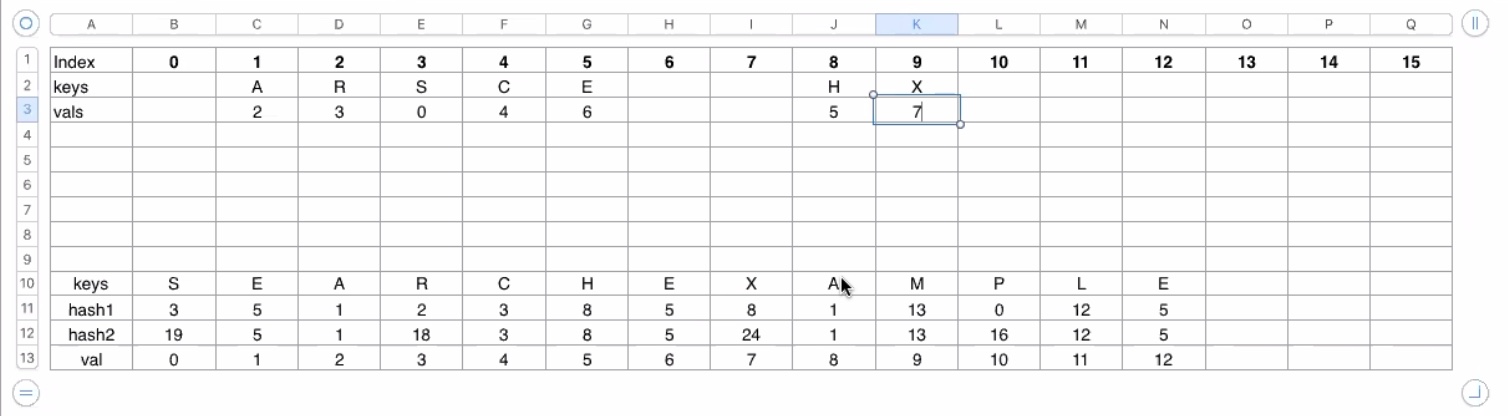 A B C D E F G H I J K L M N O P Q
1 Index 0 1 2 3 4 5 6 7 8 9 10 11 12 13 14 15
2 keys A R S C E H X
3 vals 2 3 0 4 6 5 7
4
5
6
7
8
9
10 keys S E A R C H E X A M P L E
11 hash1 3 5 1 2 3 8 5 8 1 13 0 12 5
12 hash2 19 5 1 18 3 8 5 24 1 13 16 12 5
13 val 0 1 2 3 4 5 6 7 8 9 10 11 12